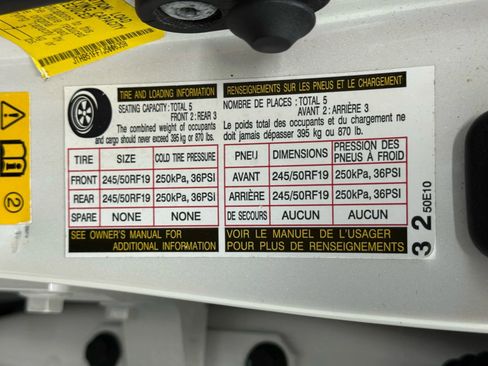 TIRE AND LOADING INFORMATION
SEATING CAPACITY: TOTAL 5
FRONT 2: REAR 3
The combined weight of occupants
and cargo should never exceed 395 kg or 870 lbs.
TIRE SIZE COLD TIRE PRESSURE
FRONT 245/50RF19 250kPa, 36PSI
REAR 245/50RF19 250kPa, 36PSI
SPARE NONE NONE
SEE OWNER'S MANUAL FOR
ADDITIONAL INFORMATION
RENSEIGNEMENTS SUR LES PNEUS ET LE CHARGEMENT
NOMBRE DE PLACES : TOTAL 5
AVANT 2 : ARRIÈRE 3
Le poids total des occupants et du chargement ne
doit jamais dépasser 395 kg ou 870 lb.
PNEU DIMENSIONS PRESSION DES
PNEUS À FROID
AVANT 245/50RF19 250kPa, 36PSI
ARRIÈRE 245/50RF19 250kPa, 36PSI
DE SECOURS AUCUN AUCUN
VOIR LE MANUEL DE L'USAGER
POUR PLUS DE RENSEIGNEMENTS
3 2 50E10
2